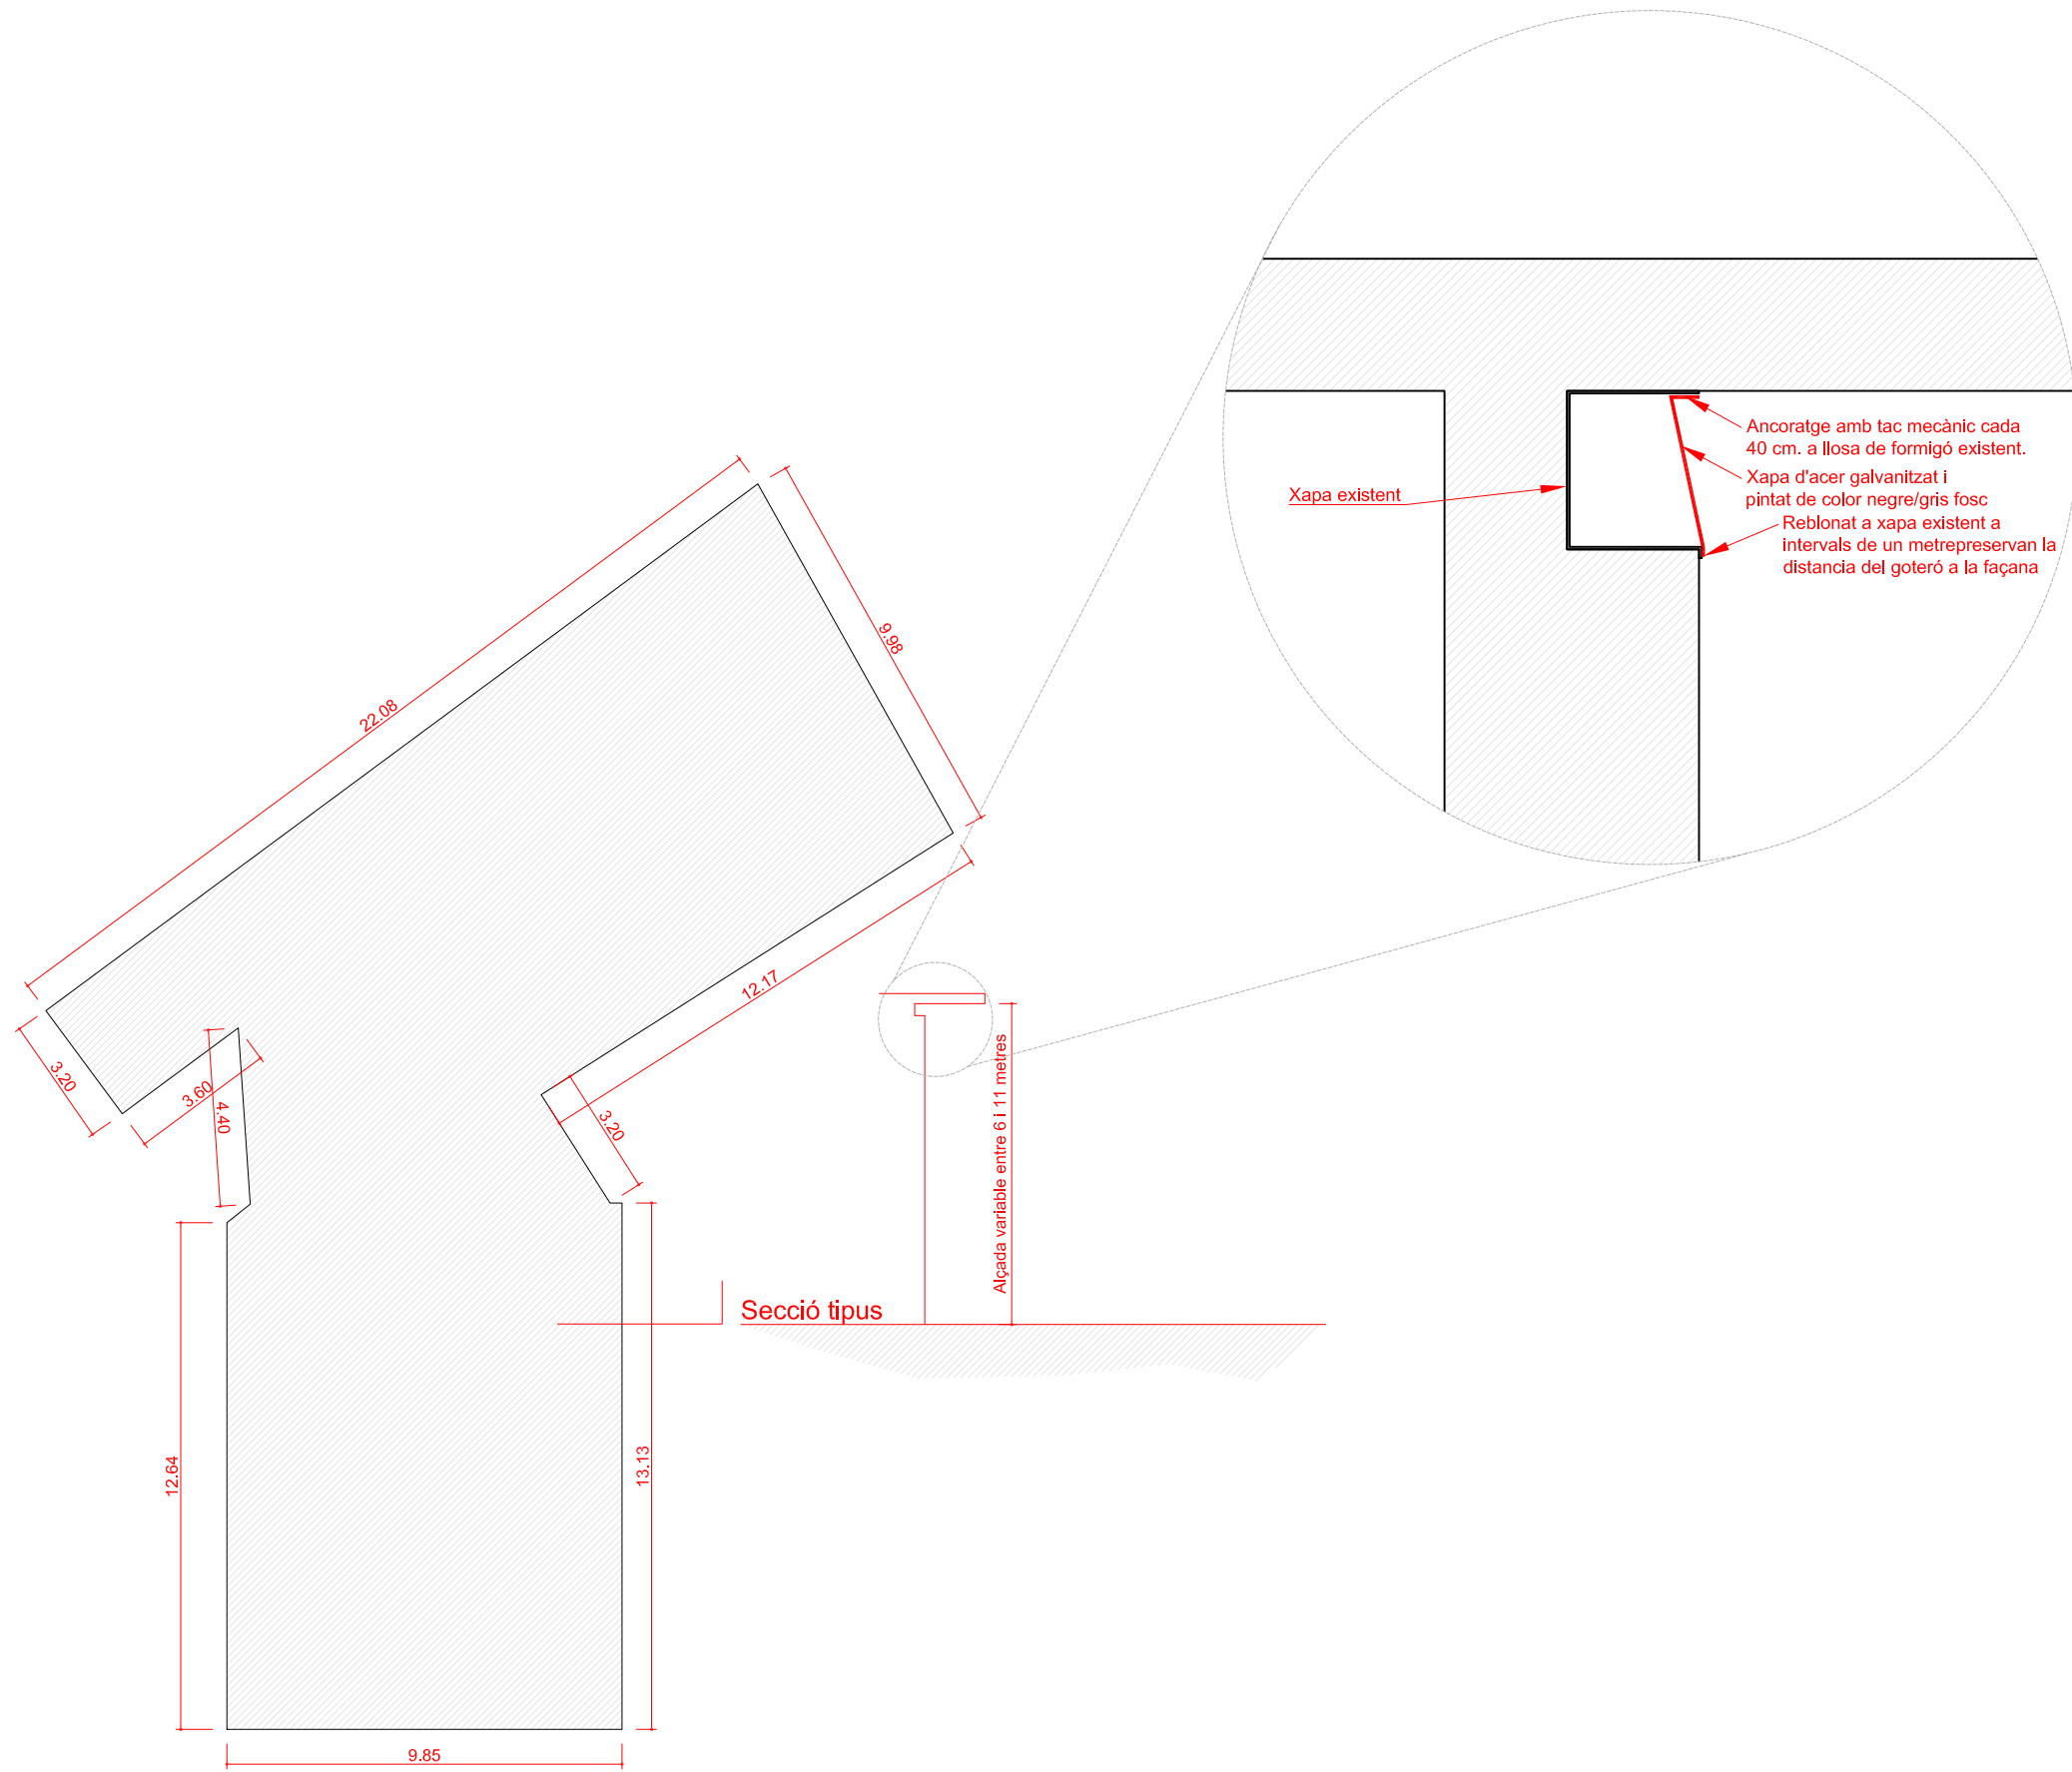 Ancoratge amb tac mecànic cada
40 cm. a llosa de formigó existent.
Xapa d'acer galvanitzat i
pintat de color negre/gris fosc
Xapa existent
Reblonat a xapa existent a
intervals de un metrepreservan la
distancia del goteró a la façana
9.98
22.08
12.17
3.20
3.60
4.40
3.20
Alçada variable entre 6 i 11 metres
Secció tipus
12.64
13.13
9.85